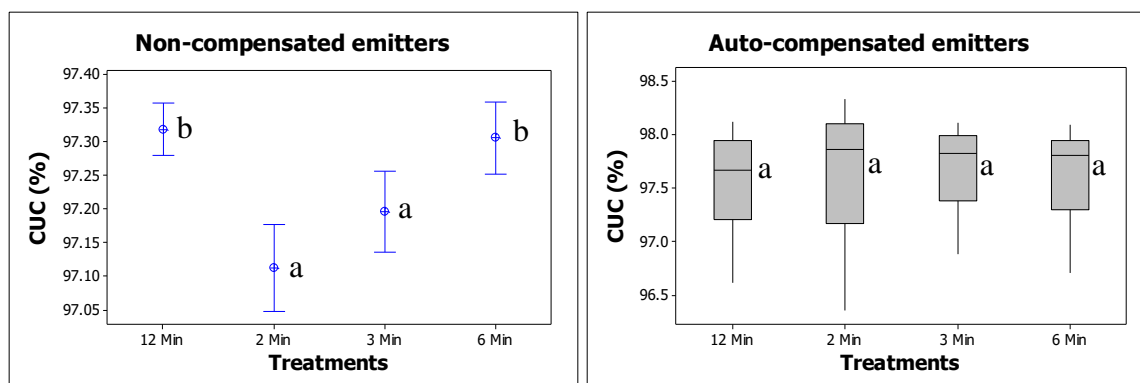 Non-compensated emitters
CUC (%)
97.40
97.35
97.30
97.25
97.20
97.15
97.10
97.05
b
a
a
b
12 Min 2 Min 3 Min 6 Min
Treatments
Auto-compensated emitters
CUC (%)
98.5
98.0
97.5
97.0
96.5
a
a
a
a
12 Min 2 Min 3 Min 6 Min
Treatments